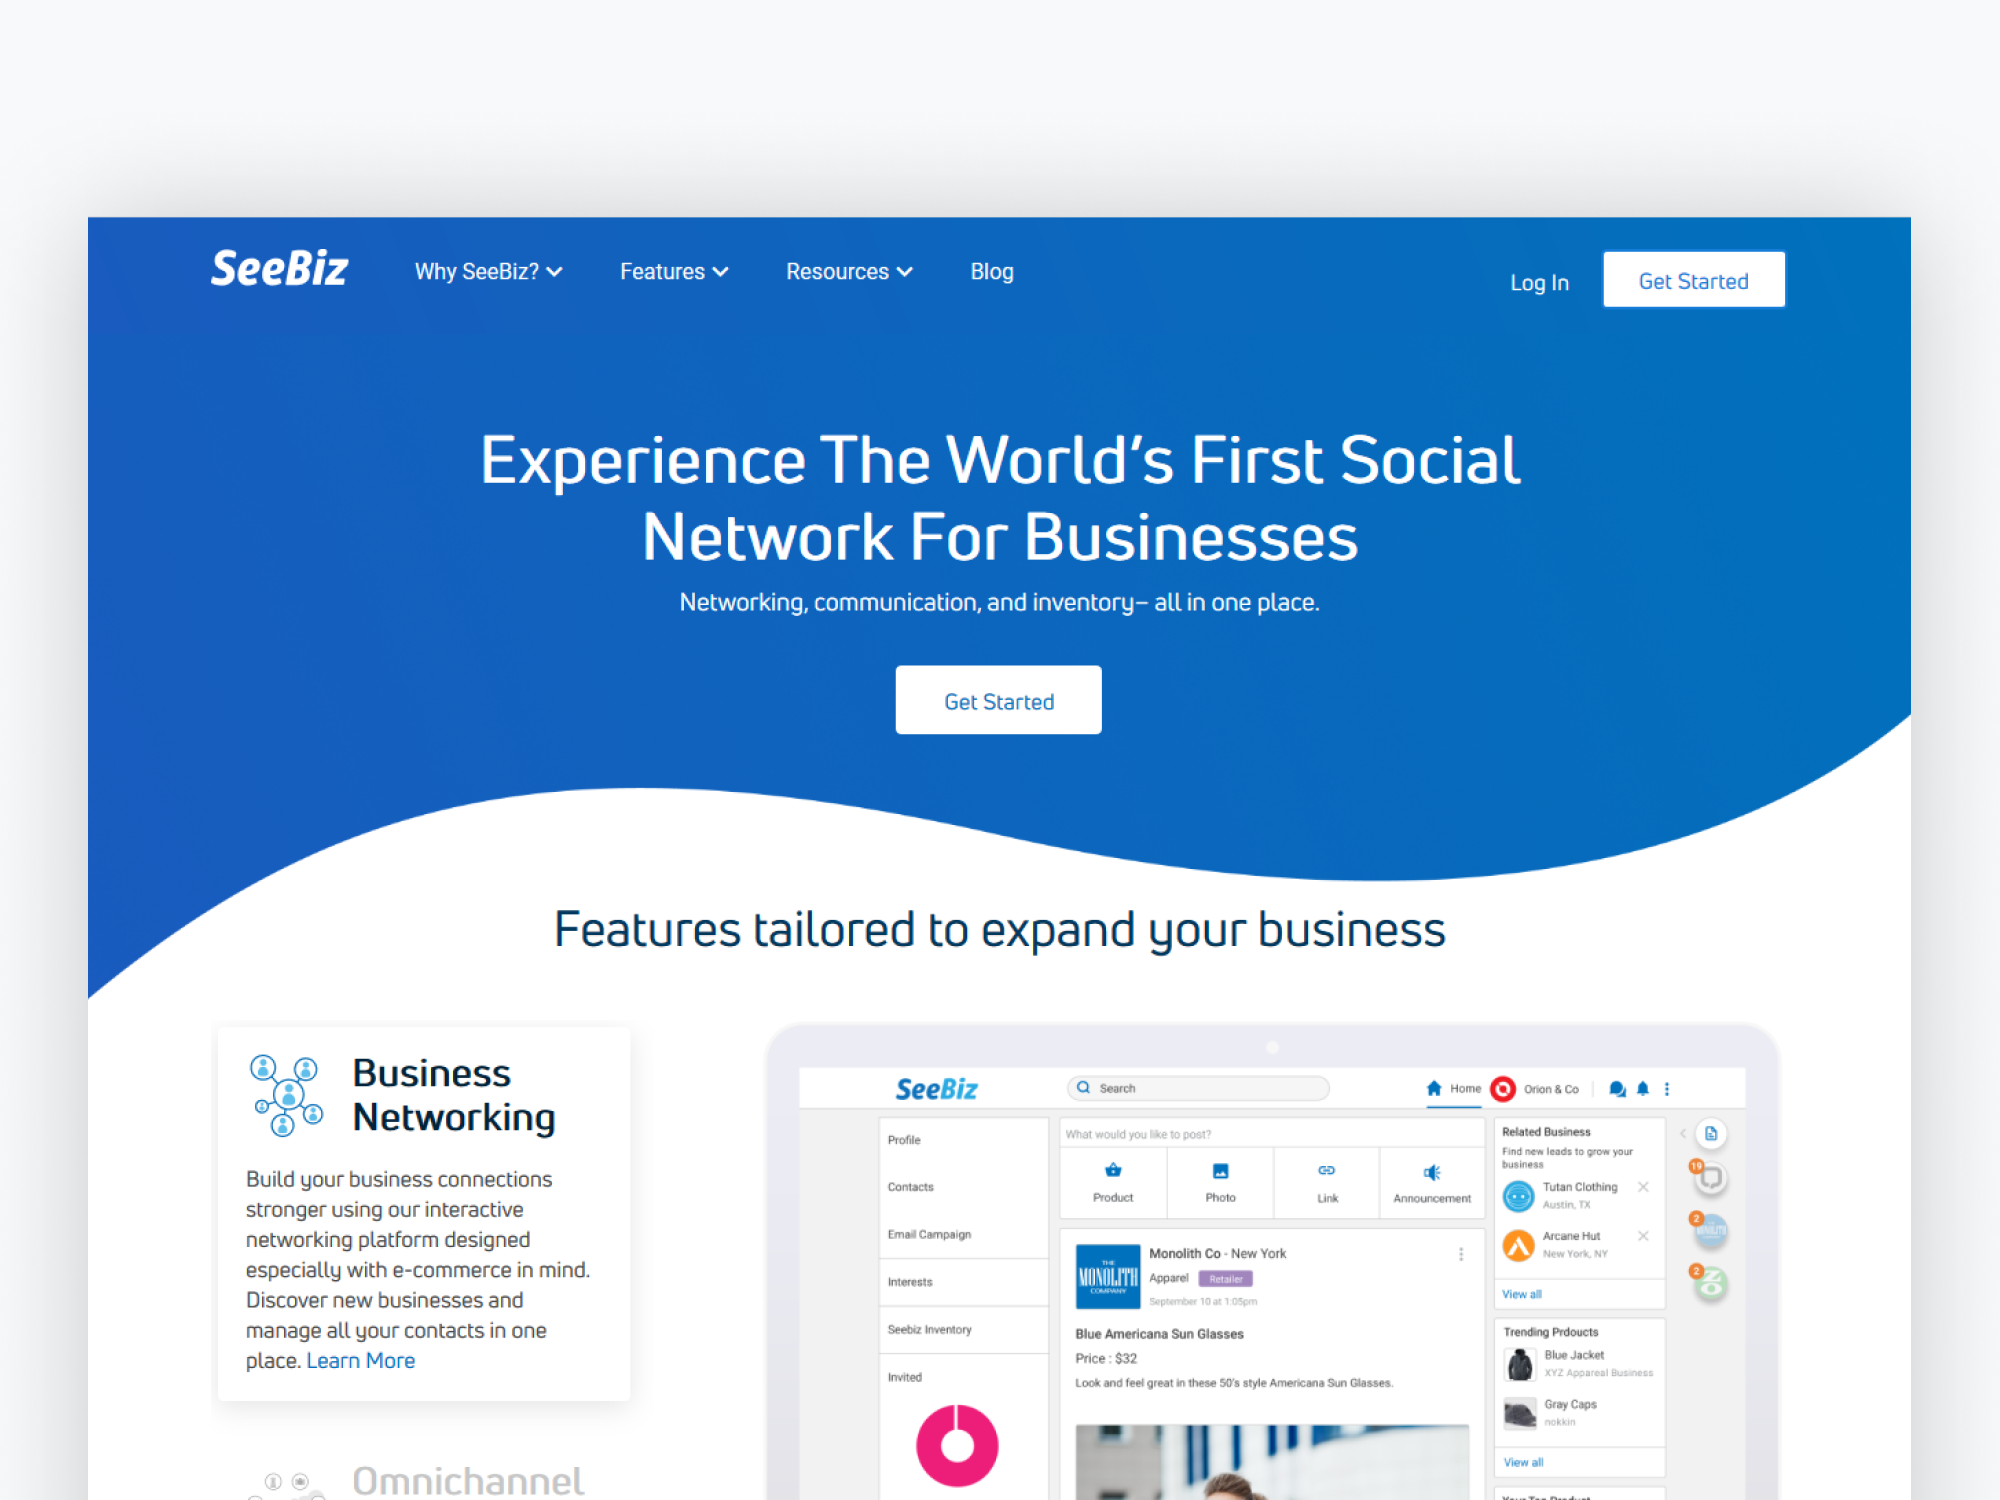 SeeBiz
Why SeeBiz?
Features
Resources
Blog
Log In
Get Started
Experience The World's First Social
Network For Businesses
Networking, communication, and inventory– all in one place.
Get Started
Features tailored to expand your business
Business
Networking
Build your business connections
stronger using our interactive
networking platform designed
especially with e-commerce in mind.
Discover new businesses and
manage all your contacts in one
place. Learn More
Omnichannel
SeeBiz
Search
Home
Orion & Co
Profile
Contacts
Email Campaign
Interests
Seebiz Inventory
Invited
What would you like to post?
Product
Photo
Link
Announcement
THE
MONOLITH
COMPANY
Monolith Co - New York
Apparel
Retailer
September 10 at 1:05pm
Blue Americana Sun Glasses
Price : $32
Look and feel great in these 50's style Americana Sun Glasses.
Related Business
Find new leads to grow your
business
Tutan Clothing
Austin, TX
Arcane Hut
New York, NY
View all
Trending Prdoucts
Blue Jacket
XYZ Appareal Business
Gray Caps
nokkin
View all
Your Top Product
19
2
MONOLITH
2